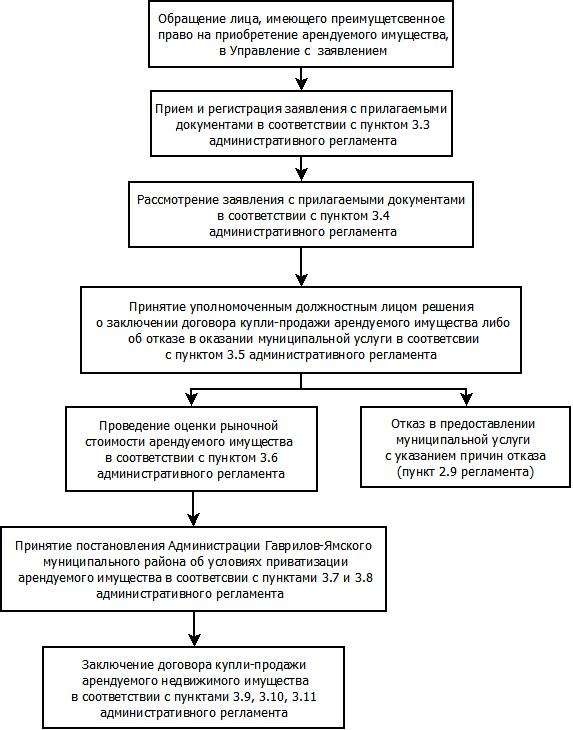 Обращение лица, имеющего преимущетсвенное
право на приобретение арендуемого имущества,
в Управление с заявлением
Прием и регистрация заявления с прилагаемыми
документами в соответствии с пунктом 3.3
административного регламента
Рассмотрение заявления с прилагаемыми документами
в соответствии с пунктом 3.4
административного регламента
Принятие уполномоченным должностным лицом решения
о заключении договора купли-продажи арендуемого имущества либо
об отказе в оказании муниципальной услуги в соответсвии
с пунктом 3.5 административного регламента
Проведение оценки рыночной
стоимости арендуемого имущества
в соответствии с пунктом 3.6
административного регламента
Отказ в предоставлении
муниципальной услуги
с указанием причин отказа
(пункт 2.9 регламента)
Принятие постановления Администрации Гаврилов-Ямского
муниципального района об условиях приватизации
арендуемого имущества в соответсвии с пунктами 3.7 и 3.8
административного регламента
Заключение договора купли-продажи
арендуемого недвижимого имущества
в соответствии с пунктами 3.9, 3.10, 3.11
административного регламента